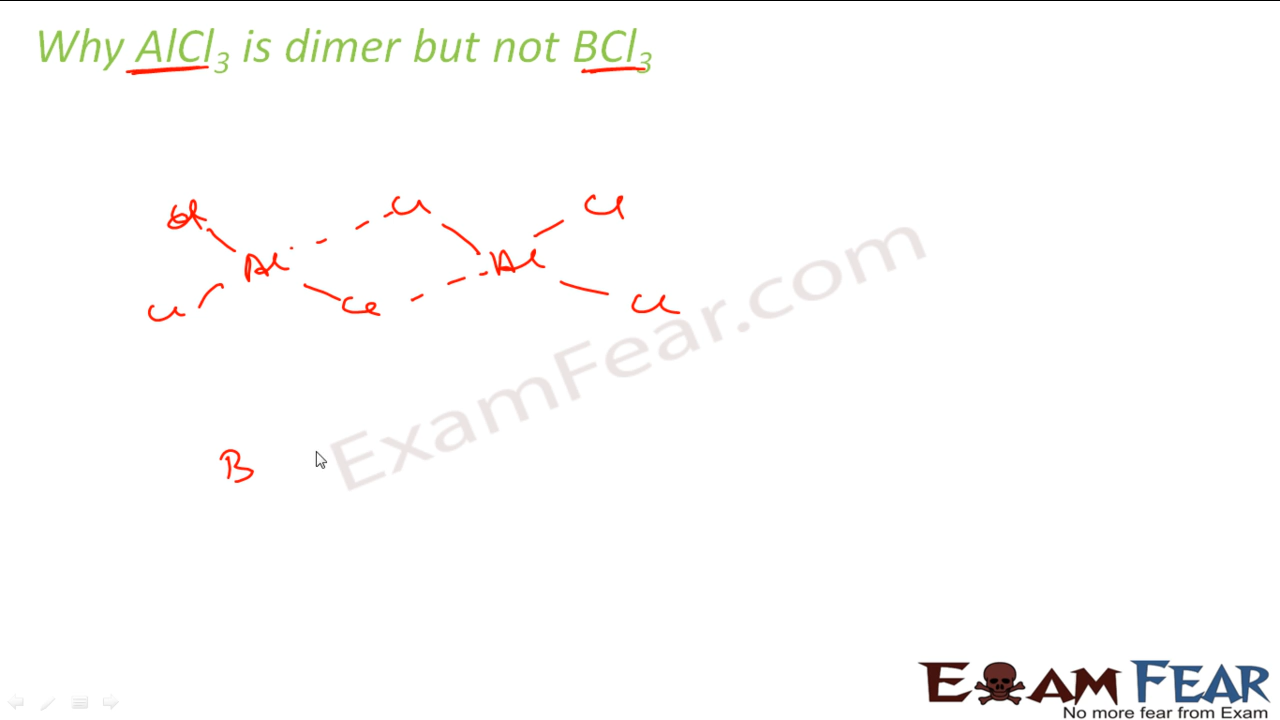 Why AlCl₃ is dimer but not BCl₃
Cl Cl
Al Al
Cl Cl Cl
ExamFear.com
B
EXAM FEAR
No more fear from Exam